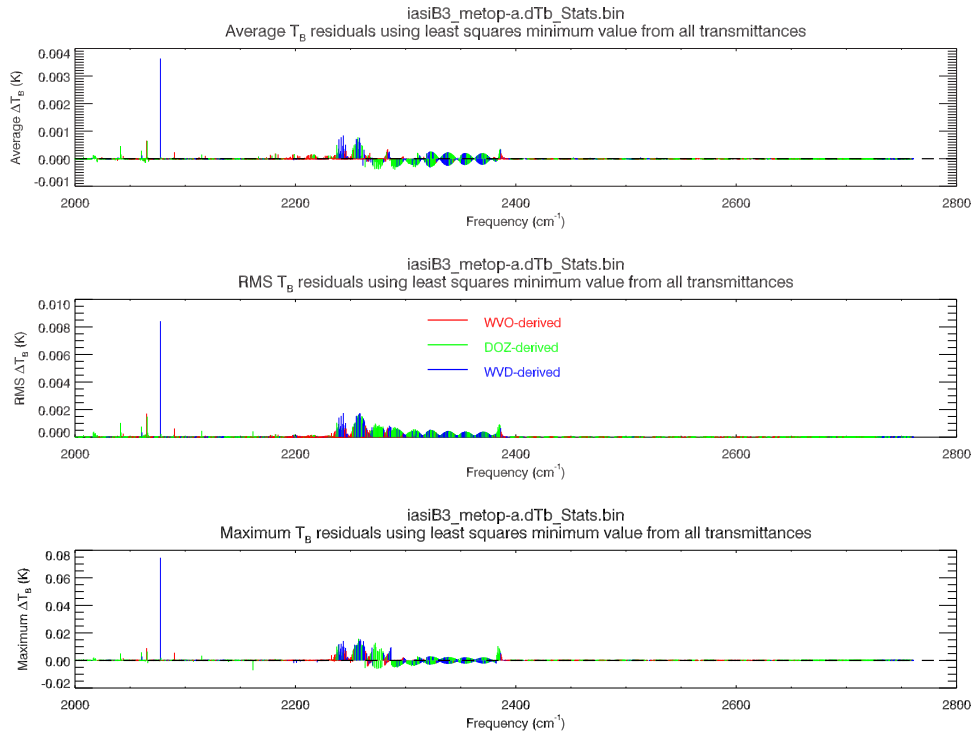 iasiB3_metop-a.dTb_Stats.bin
Average T_B residuals using least squares minimum value from all transmittances
0.004
0.003
0.002
0.001
0.000
-0.001
Average ΔT_B (K)
2000 2200 2400 2600 2800
Frequency (cm⁻¹)
iasiB3_metop-a.dTb_Stats.bin
RMS T_B residuals using least squares minimum value from all transmittances
0.010
0.008
0.006
0.004
0.002
0.000
RMS ΔT_B (K)
WVO-derived
DOZ-derived
WVD-derived
2000 2200 2400 2600 2800
Frequency (cm⁻¹)
iasiB3_metop-a.dTb_Stats.bin
Maximum T_B residuals using least squares minimum value from all transmittances
0.08
0.06
0.04
0.02
0.00
-0.02
Maximum ΔT_B (K)
2000 2200 2400 2600 2800
Frequency (cm⁻¹)